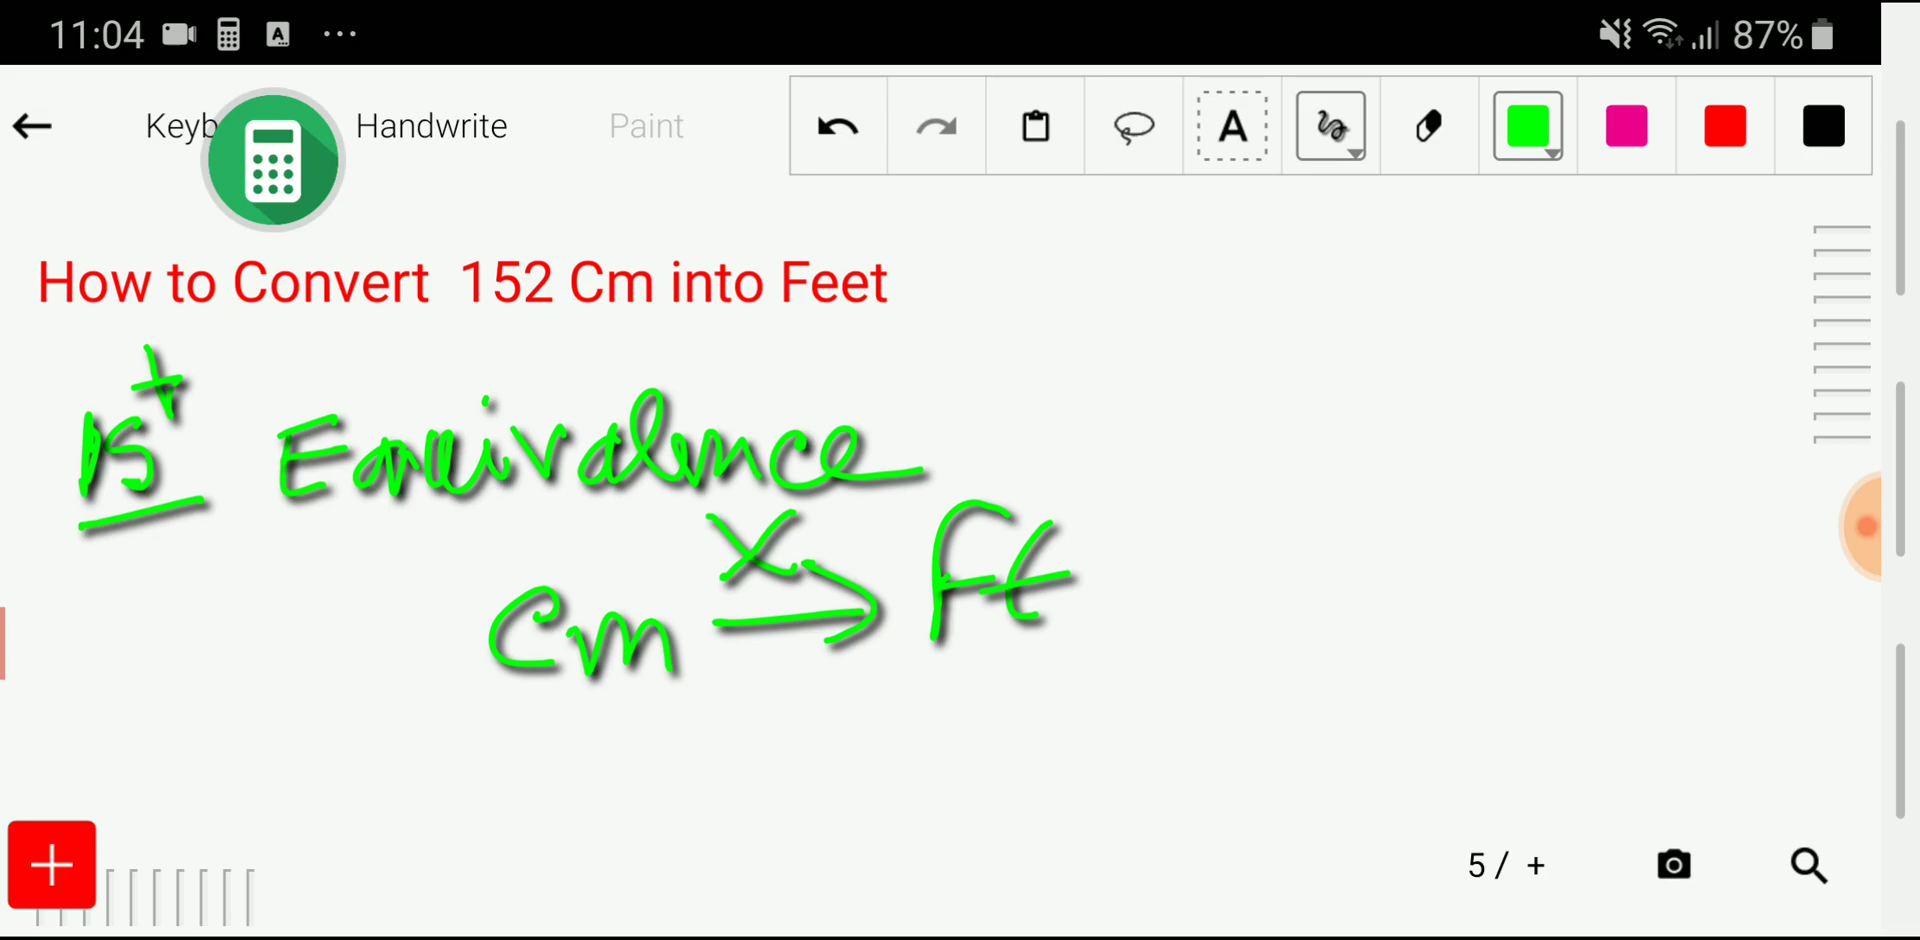 11:04 ... 87%
Keyb Handwrite Paint A
How to Convert 152 Cm into Feet
1st Equivalence
Cm X Ft
5 / +